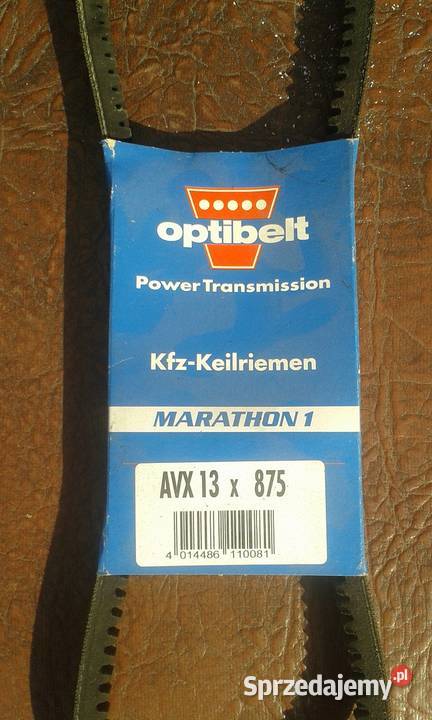 optibelt
Power Transmission
Kfz-Keilriemen
MARATHON 1
AVX 13 x 875
4 014486 110081
Sprzedajemy.pl